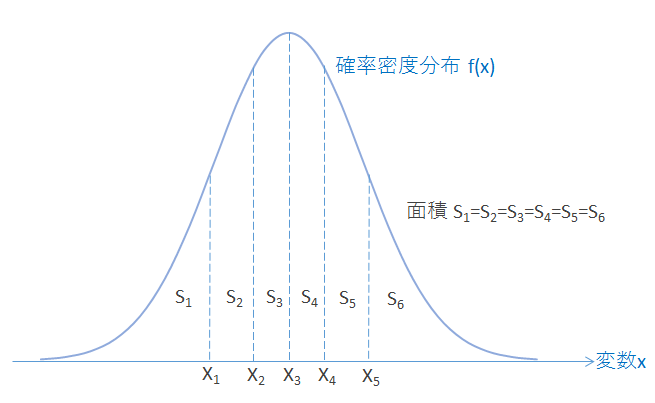 確率密度分布 f(x)
面積 S1=S2=S3=S4=S5=S6
S1 S2 S3 S4 S5 S6
変数x
X1 X2 X3 X4 X5